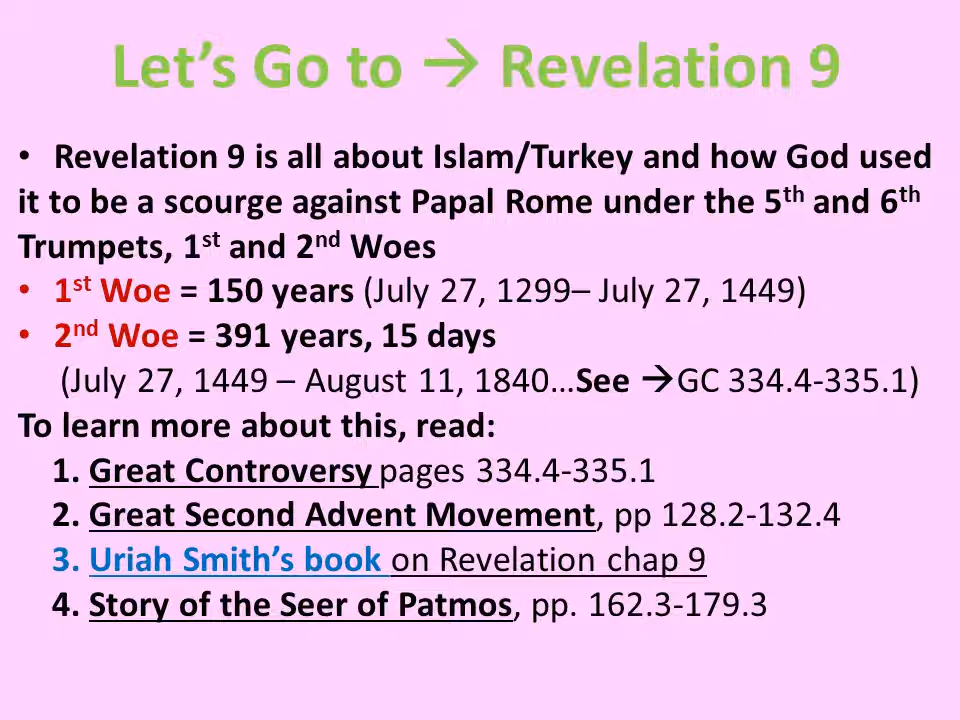 Let's Go to → Revelation 9
• Revelation 9 is all about Islam/Turkey and how God used
it to be a scourge against Papal Rome under the 5th and 6th
Trumpets, 1st and 2nd Woes
• 1st Woe = 150 years (July 27, 1299– July 27, 1449)
• 2nd Woe = 391 years, 15 days
(July 27, 1449 – August 11, 1840…See →GC 334.4-335.1)
To learn more about this, read:
1. Great Controversy pages 334.4-335.1
2. Great Second Advent Movement, pp 128.2-132.4
3. Uriah Smith's book on Revelation chap 9
4. Story of the Seer of Patmos, pp. 162.3-179.3